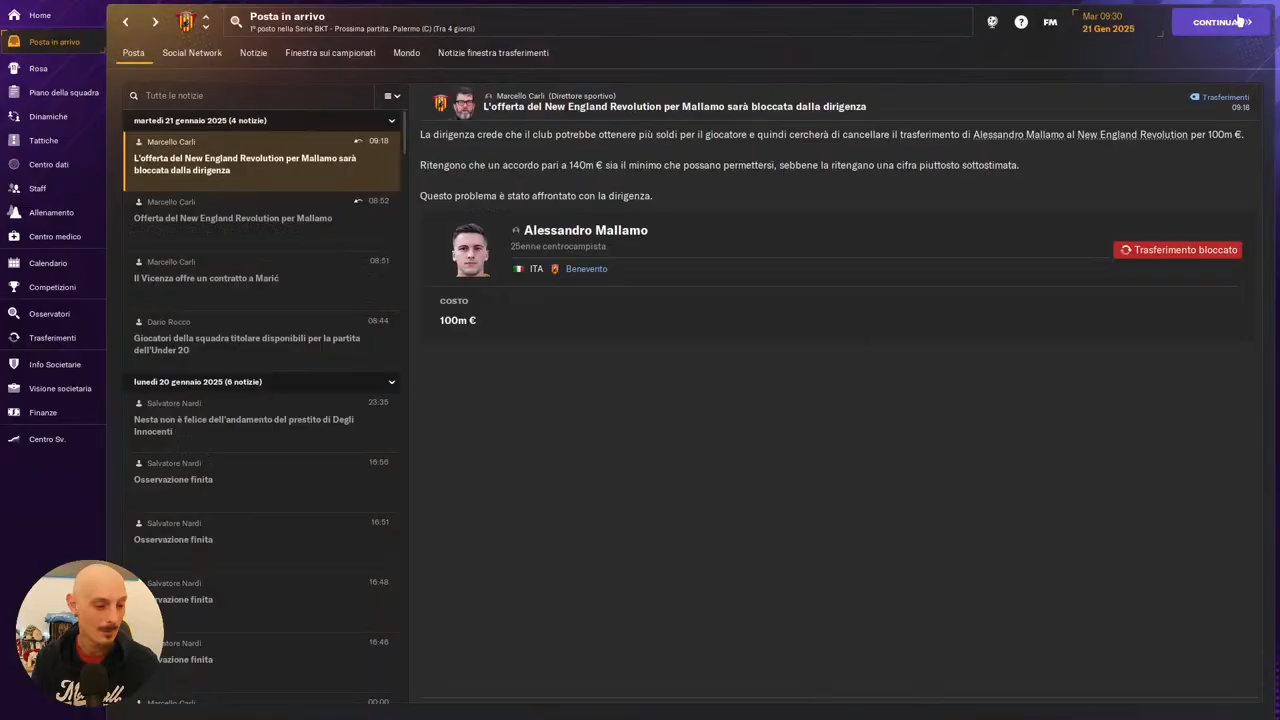 Home
Posta in arrivo
Rosa
Piano della squadra
Dinamiche
Tattiche
Centro dati
Staff
Allenamento
Centro medico
Calendario
Competizioni
Osservatori
Trasferimenti
Info Societarie
Visione societaria
Finanze
Centro Sv.
Posta in arrivo
1º posto nella Serie BKT - Prossima partita: Palermo (C) (Tra 4 giorni)
FM
Mar 09:30
21 Gen 2025
CONTINUA
Posta
Social Network
Notizie
Finestra sui campionati
Mondo
Notizie finestra trasferimenti
Tutte le notizie
martedì 21 gennaio 2025 (4 notizie)
Marcello Carli
09:18
L'offerta del New England Revolution per Mallamo sarà
bloccata dalla dirigenza
Marcello Carli
08:52
Offerta del New England Revolution per Mallamo
Marcello Carli
08:51
Il Vicenza offre un contratto a Marić
Dario Rocco
08:44
Giocatori della squadra titolare disponibili per la partita
dell'Under 20
lunedì 20 gennaio 2025 (6 notizie)
Salvatore Nardi
23:35
Nesta non è felice dell'andamento del prestito di Degli
Innocenti
Salvatore Nardi
16:56
Osservazione finita
Salvatore Nardi
16:51
Osservazione finita
Salvatore Nardi
16:48
ervazione finita
atore Nardi
16:46
vazione finita
Marcello Carli
00:00
Marcello Carli (Direttore sportivo)
L'offerta del New England Revolution per Mallamo sarà bloccata dalla dirigenza
Trasferimenti
09:18
La dirigenza crede che il club potrebbe ottenere più soldi per il giocatore e quindi cercherà di cancellare il trasferimento di Alessandro Mallamo al New England Revolution per 100m €.
Ritengono che un accordo pari a 140m € sia il minimo che possano permettersi, sebbene la ritengano una cifra piuttosto sottostimata.
Questo problema è stato affrontato con la dirigenza.
Alessandro Mallamo
25enne centrocampista
ITA
Benevento
Trasferimento bloccato
COSTO
100m €